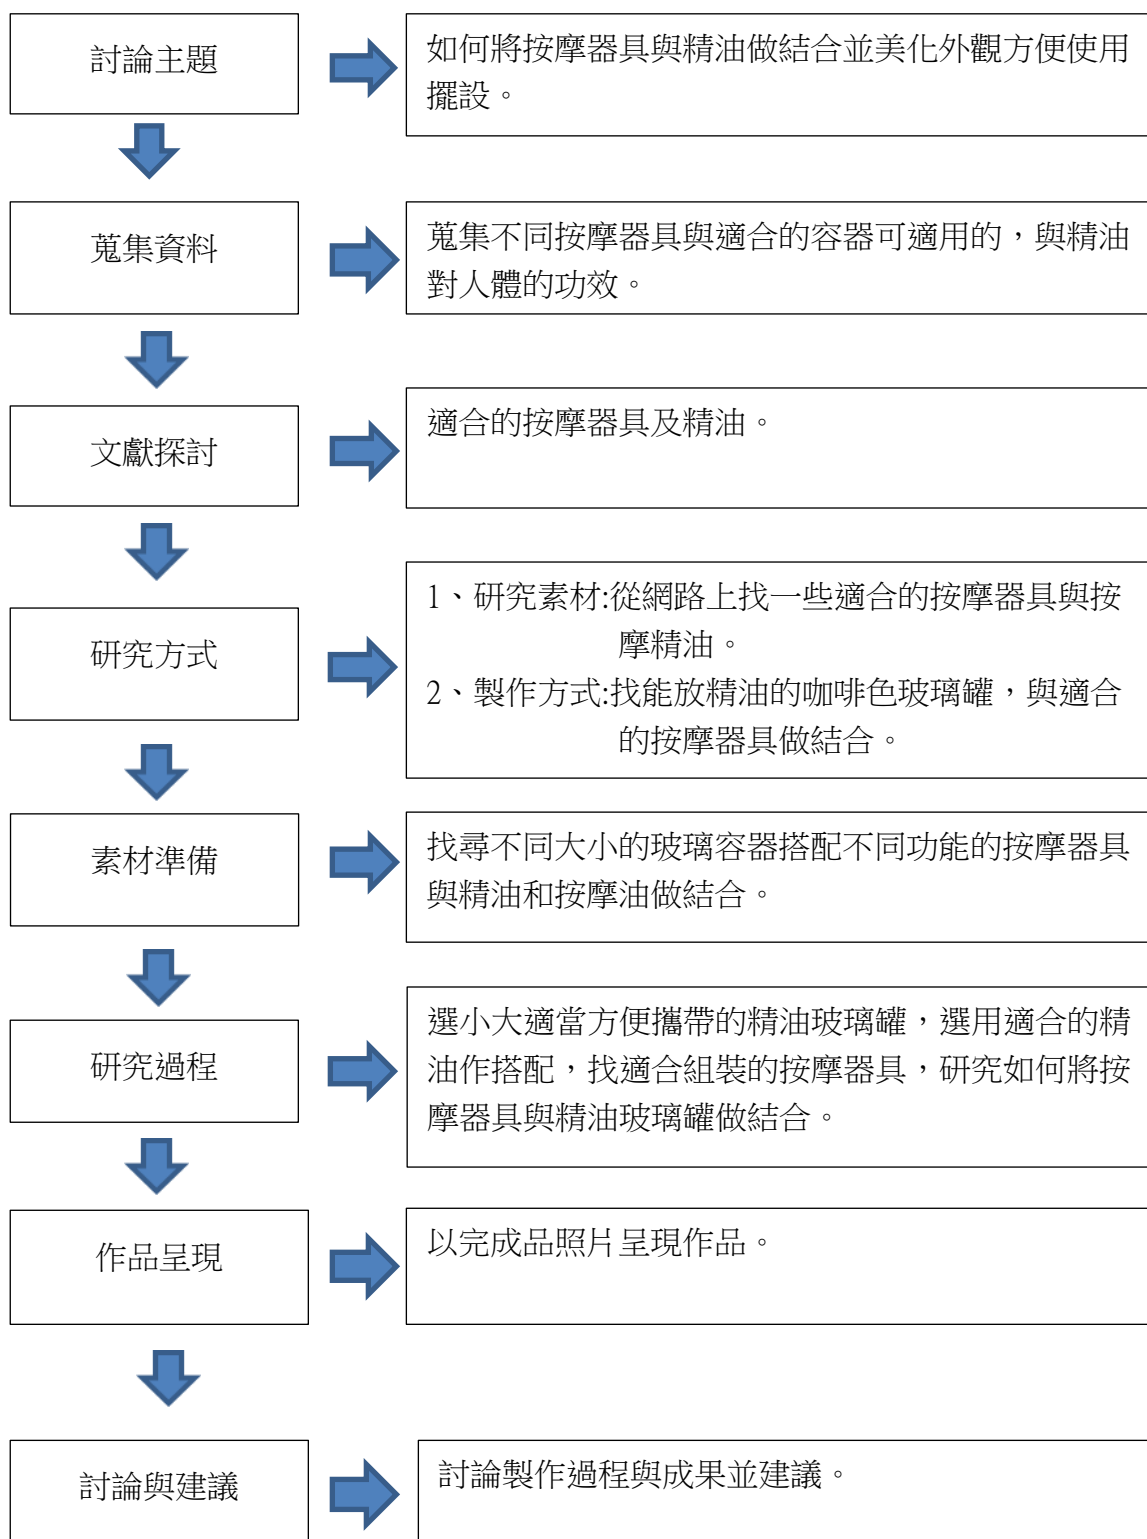 討論主題
如何將按摩器具與精油做結合並美化外觀方便使用
擺設。
蒐集資料
蒐集不同按摩器具與適合的容器可適用的，與精油
對人體的功效。
文獻探討
適合的按摩器具及精油。
研究方式
1、研究素材:從網路上找一些適合的按摩器具與按
摩精油。
2、製作方式:找能放精油的咖啡色玻璃罐，與適合
的按摩器具做結合。
素材準備
找尋不同大小的玻璃容器搭配不同功能的按摩器具
與精油和按摩油做結合。
研究過程
選小大適當方便攜帶的精油玻璃罐，選用適合的精
油作搭配，找適合組裝的按摩器具，研究如何將按
摩器具與精油玻璃罐做結合。
作品呈現
以完成品照片呈現作品。
討論與建議
討論製作過程與成果並建議。